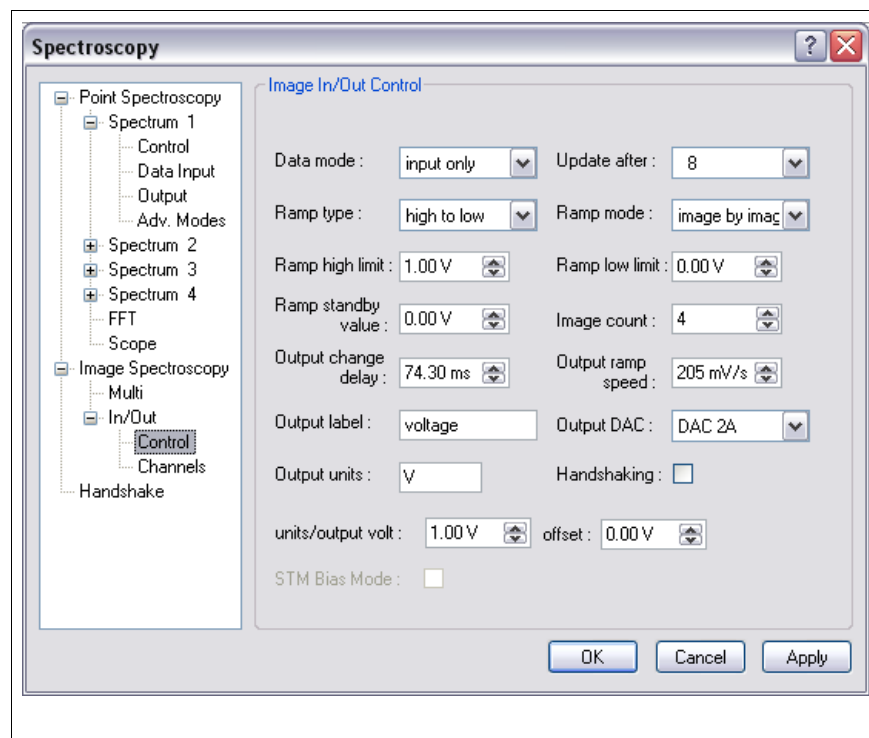 Spectroscopy
Point Spectroscopy
Spectrum 1
Control
Data Input
Output
Adv. Modes
Spectrum 2
Spectrum 3
Spectrum 4
FFT
Scope
Image Spectroscopy
Multi
In/Out
Control
Channels
Handshake
Image In/Out Control
Data mode : input only Update after : 8
Ramp type : high to low Ramp mode : image by imag
Ramp high limit : 1.00 V Ramp low limit : 0.00 V
Ramp standby
value : 0.00 V Image count : 4
Output change
delay : 74.30 ms Output ramp
speed : 205 mV/s
Output label : voltage Output DAC : DAC 2A
Output units : V Handshaking :
units/output volt : 1.00 V offset : 0.00 V
STM Bias Mode :
OK Cancel Apply